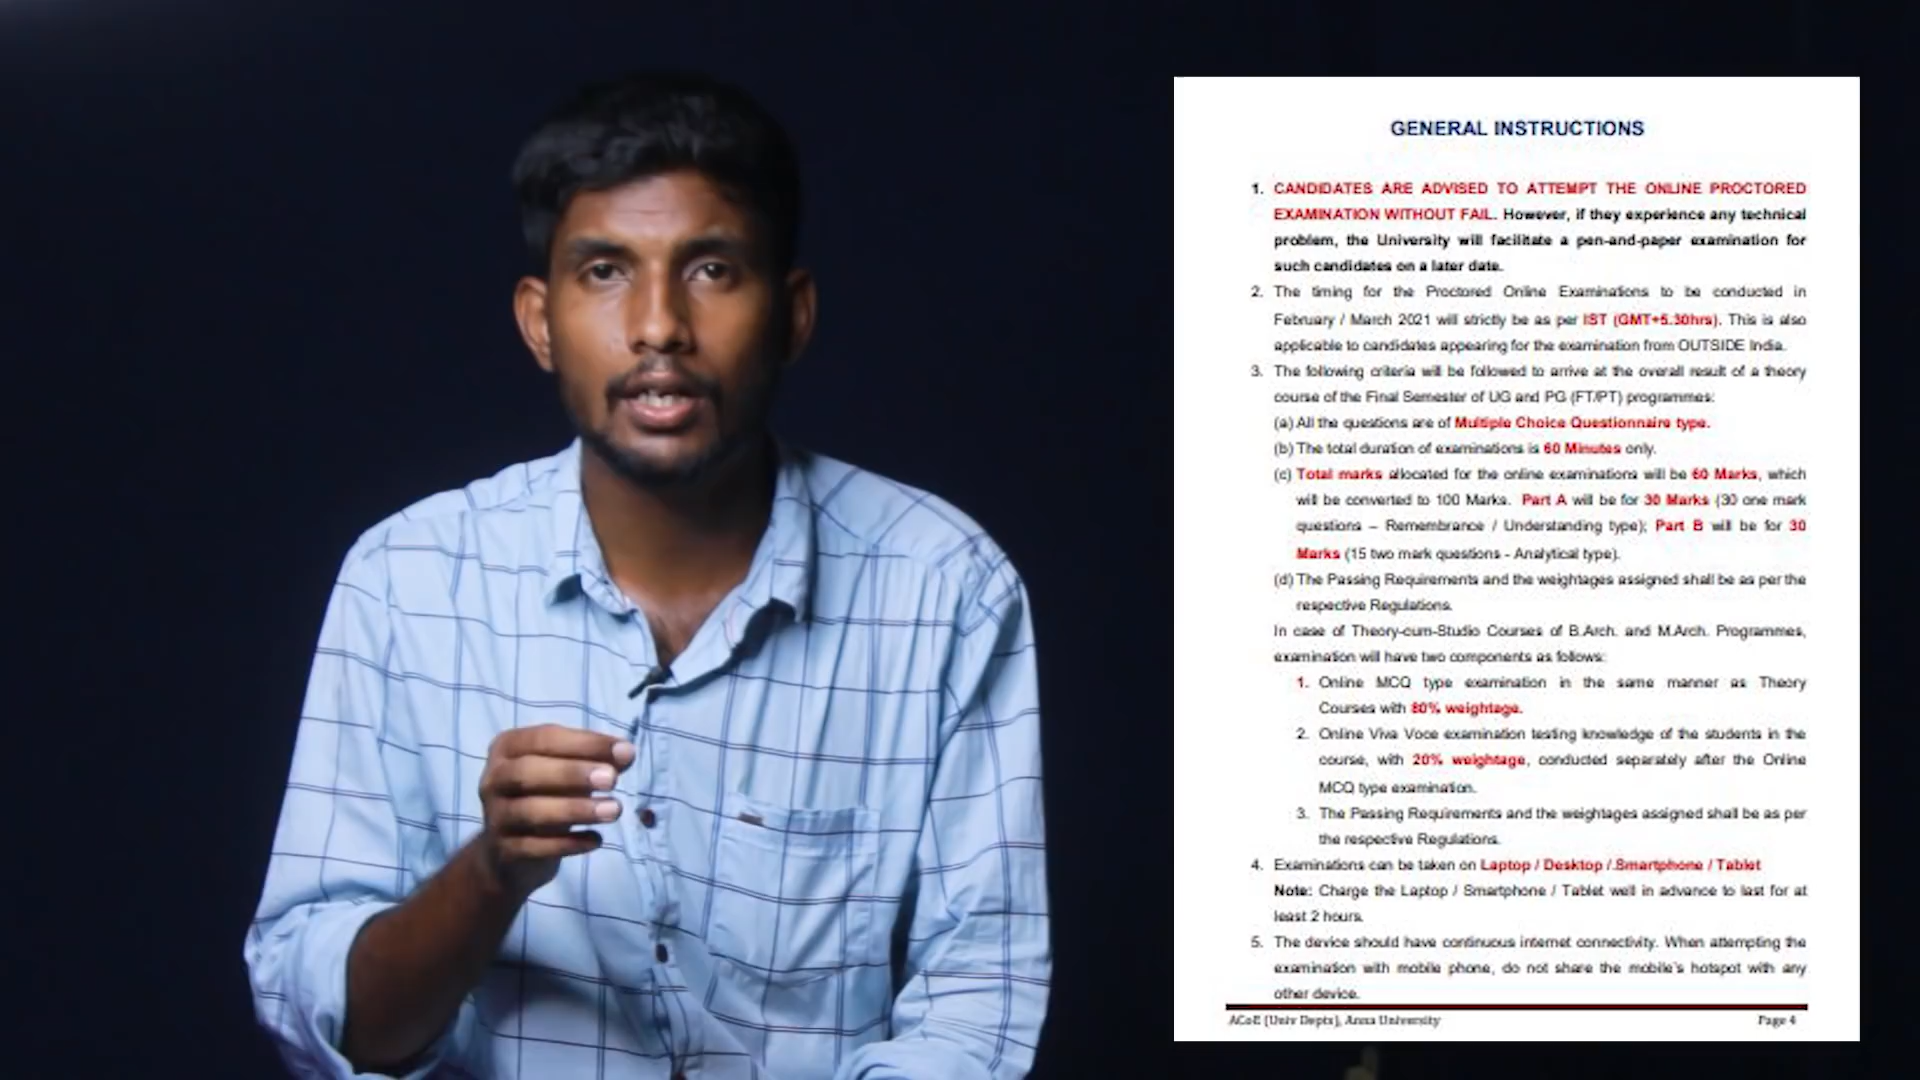 GENERAL INSTRUCTIONS
1. CANDIDATES ARE ADVISED TO ATTEMPT THE ONLINE PROCTORED
EXAMINATION WITHOUT FAIL. However, if they experience any technical
problem, the University will facilitate a pen-and-paper examination for
such candidates on a later date.
2. The timing for the Proctored Online Examinations to be conducted in
February / March 2021 will strictly be as per IST (GMT+5.30hrs). This is also
applicable to candidates appearing for the examination from OUTSIDE India.
3. The following criteria will be followed to arrive at the overall result of a theory
course of the Final Semester of UG and PG (FT/PT) programmes:
(a) All the questions are of Multiple Choice Questionnaire type.
(b) The total duration of examinations is 60 Minutes only.
(c) Total marks allocated for the online examinations will be 60 Marks, which
will be converted to 100 Marks. Part A will be for 30 Marks (30 one mark
questions – Remembrance / Understanding type); Part B will be for 30
Marks (15 two mark questions - Analytical type).
(d) The Passing Requirements and the weightages assigned shall be as per the
respective Regulations.
In case of Theory-cum-Studio Courses of B.Arch. and M.Arch. Programmes,
examination will have two components as follows:
1. Online MCQ type examination in the same manner as Theory
Courses with 80% weightage.
2. Online Viva Voce examination testing knowledge of the students in the
course, with 20% weightage, conducted separately after the Online
MCQ type examination.
3. The Passing Requirements and the weightages assigned shall be as per
the respective Regulations.
4. Examinations can be taken on Laptop / Desktop / Smartphone / Tablet
Note: Charge the Laptop / Smartphone / Tablet well in advance to last for at
least 2 hours.
5. The device should have continuous internet connectivity. When attempting the
examination with mobile phone, do not share the mobile's hotspot with any
other device.
ACoE (Univ Depts), Anna University Page 4